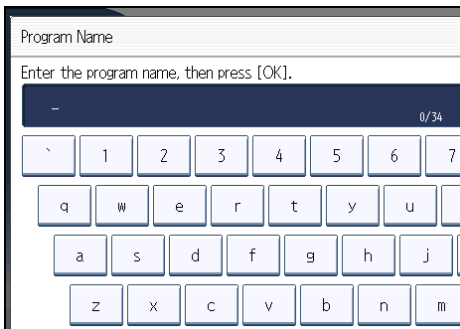 Program Name
Enter the program name, then press [OK].
_
0/34
` 1 2 3 4 5 6 7
q w e r t y u
a s d f g h j
z x c v b n m